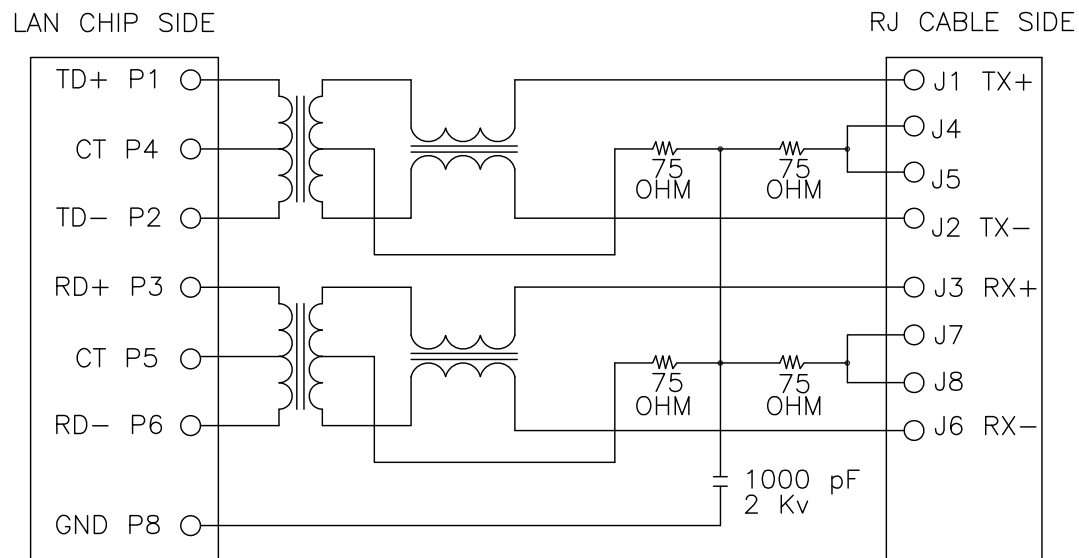 LAN CHIP SIDE
RJ CABLE SIDE
TD+ P1
J1 TX+
J4
CT P4
75
OHM
75
OHM
J5
TD- P2
J2 TX-
RD+ P3
J3 RX+
J7
CT P5
75
OHM
75
OHM
J8
RD- P6
J6 RX-
1000 pF
2 Kv
GND P8